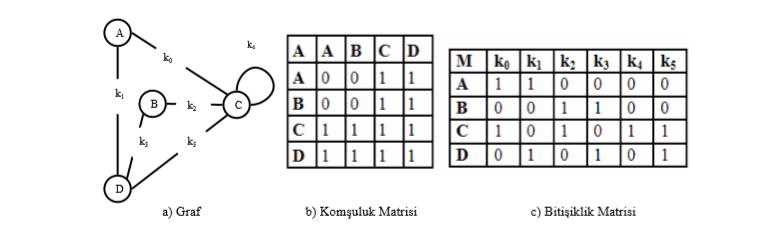 A
k₀
k₄
k₁
B
k₂
C
k₃
k₅
D
a) Graf
A A B C D
A 0 0 1 1
B 0 0 1 1
C 1 1 1 1
D 1 1 1 1
b) Komşuluk Matrisi
M k₀ k₁ k₂ k₃ k₄ k₅
A 1 1 0 0 0 0
B 0 0 1 1 0 0
C 1 0 1 0 1 1
D 0 1 0 1 0 1
c) Bitişiklik Matrisi